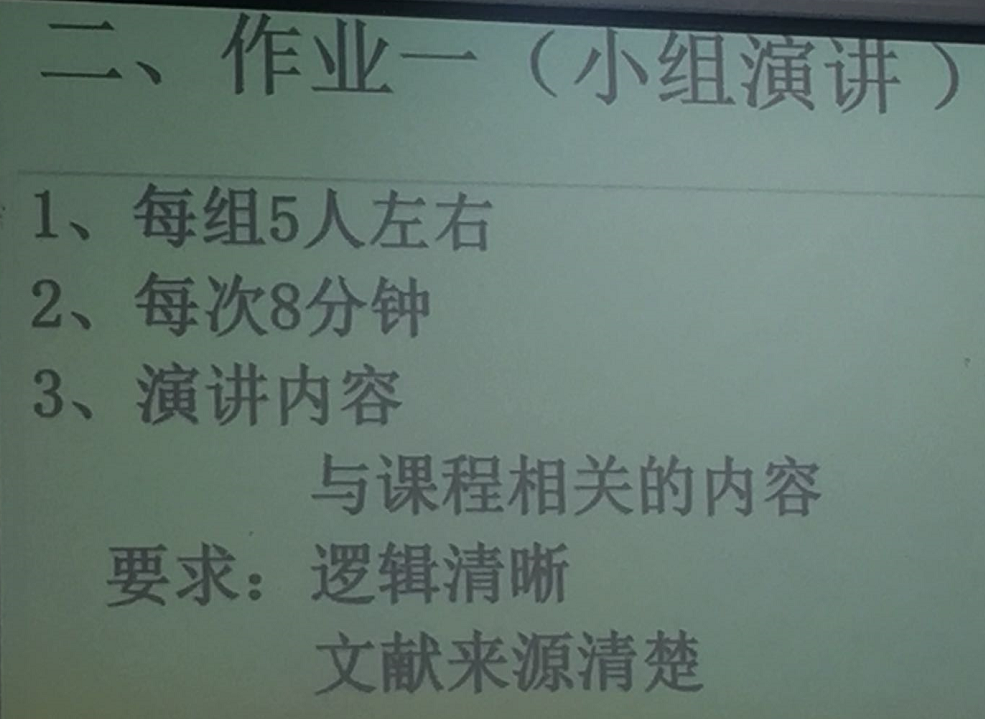 二、作业一（小组演讲）
1、每组5人左右
2、每次8分钟
3、演讲内容
与课程相关的内容
要求：逻辑清晰
文献来源清楚